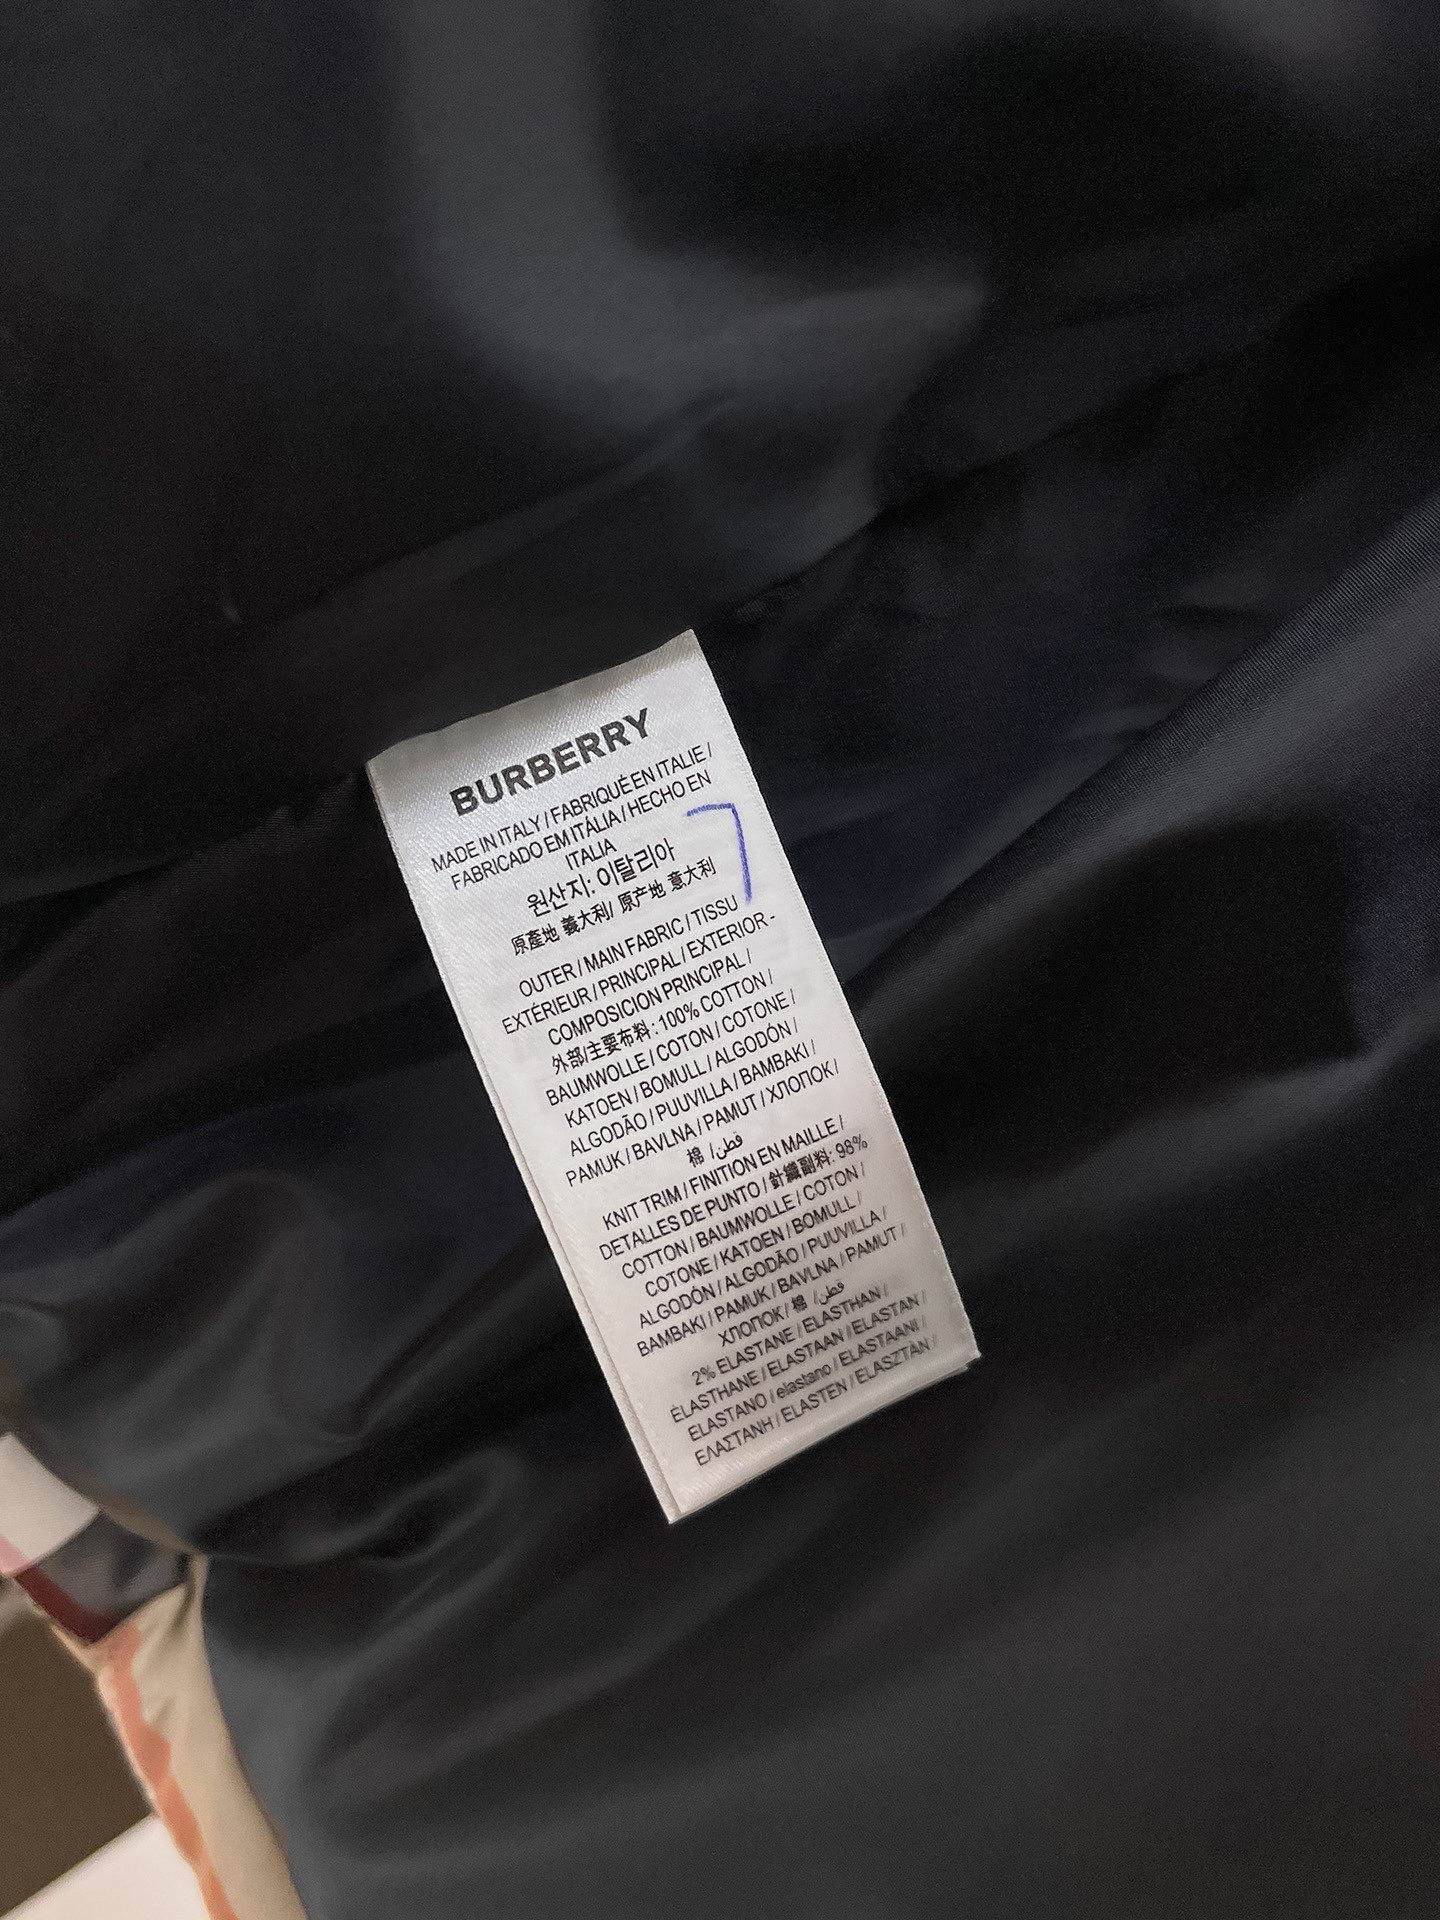 BURBERRY
MADE IN ITALY / FABRIQUÉ EN ITALIE /
FABRICADO EM ITÁLIA / HECHO EN
ITALIA
원산지: 이탈리아
原產地 義大利/ 原产地 意大利
7
OUTER / MAIN FABRIC / TISSU
EXTÉRIEUR / PRINCIPAL / EXTERIOR -
COMPOSICION PRINCIPAL /
外部/主要布料: 100% COTTON /
BAUMWOLLE / COTON / COTONE /
KATOEN / BOMULL / ALGODÓN /
ALGODÃO / PUUVILLA / BAMBAKI /
PAMUK / BAVLNA / PAMUT / ХЛОПОК /
棉 / قطن
KNIT TRIM / FINITION EN MAILLE /
DETALLES DE PUNTO / 針織副料: 98%
COTTON / BAUMWOLLE / COTON /
COTONE / KATOEN / BOMULL /
ALGODÓN / ALGODÃO / PUUVILLA /
BAMBAKI / PAMUK / BAVLNA / PAMUT /
ХЛОПОК / 棉 / قطن
2% ELASTANE / ELASTHAN /
ÉLASTHANE / ELASTAAN / ELASTAN /
ELASTANO / elastano / ELASTAANI /
ΕΛΑΣΤΑΝΗ / ELASTEN / ELASZTAN /